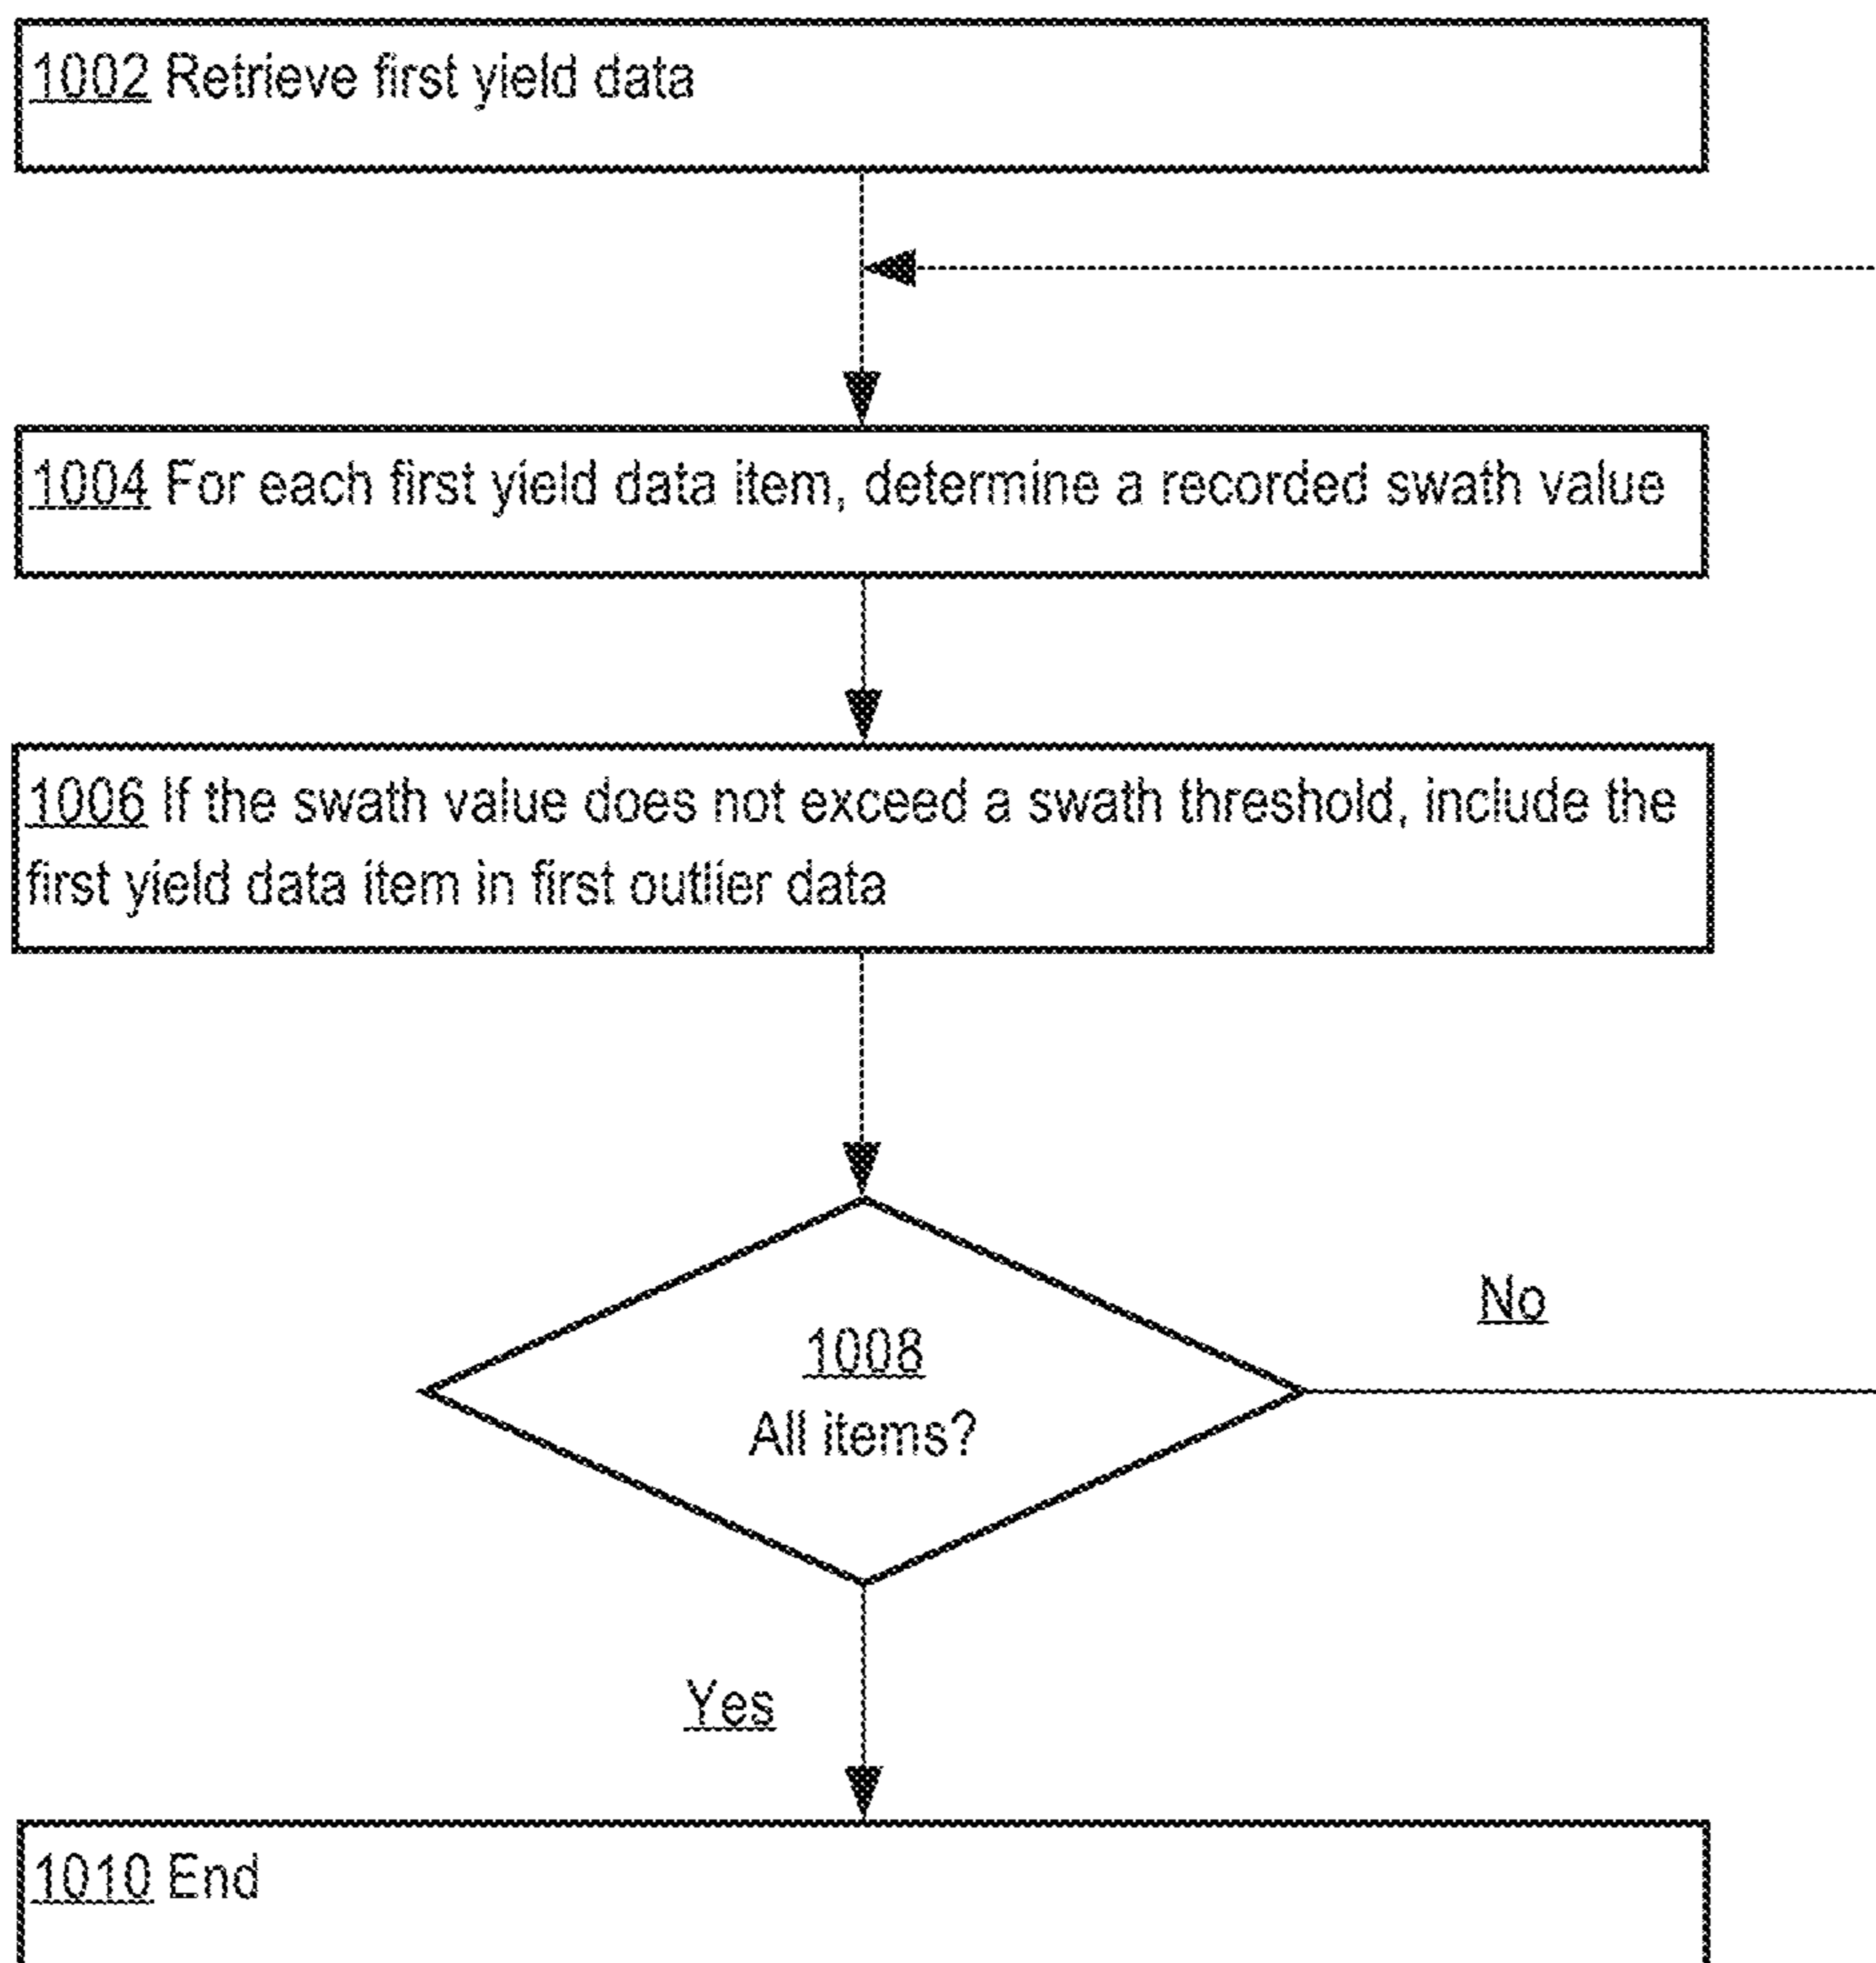 1002 Retrieve first yield data
1004 For each first yield data item, determine a recorded swath value
1006 If the swath value does not exceed a swath threshold, include the
first yield data item in first outlier data
1008
All items?
No
Yes
1010 End